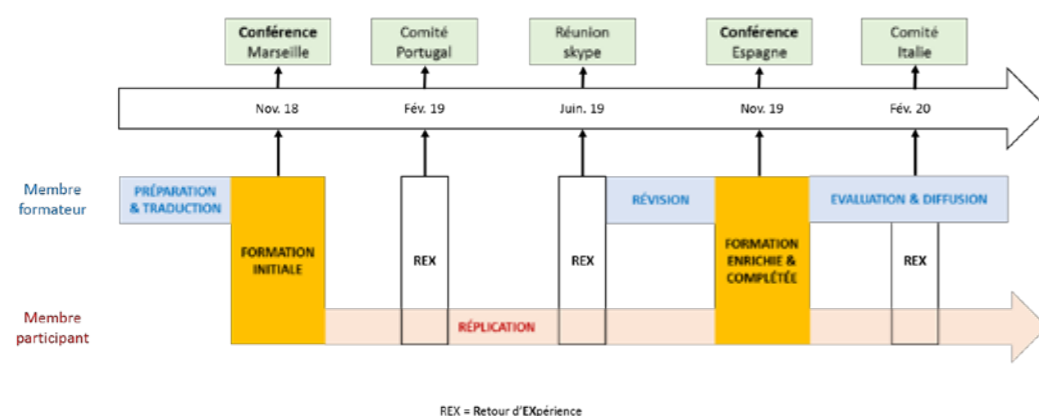 Conférence
Marseille
Comité
Portugal
Réunion
skype
Conférence
Espagne
Comité
Italie
Nov. 18
Fév. 19
Juin. 19
Nov. 19
Fév. 20
Membre
formateur
PRÉPARATION
& TRADUCTION
RÉVISION
EVALUATION & DIFFUSION
FORMATION
INITIALE
REX
REX
FORMATION
ENRICHIE &
COMPLÉTÉE
REX
Membre
participant
RÉPLICATION
REX = Retour d'EXpérience